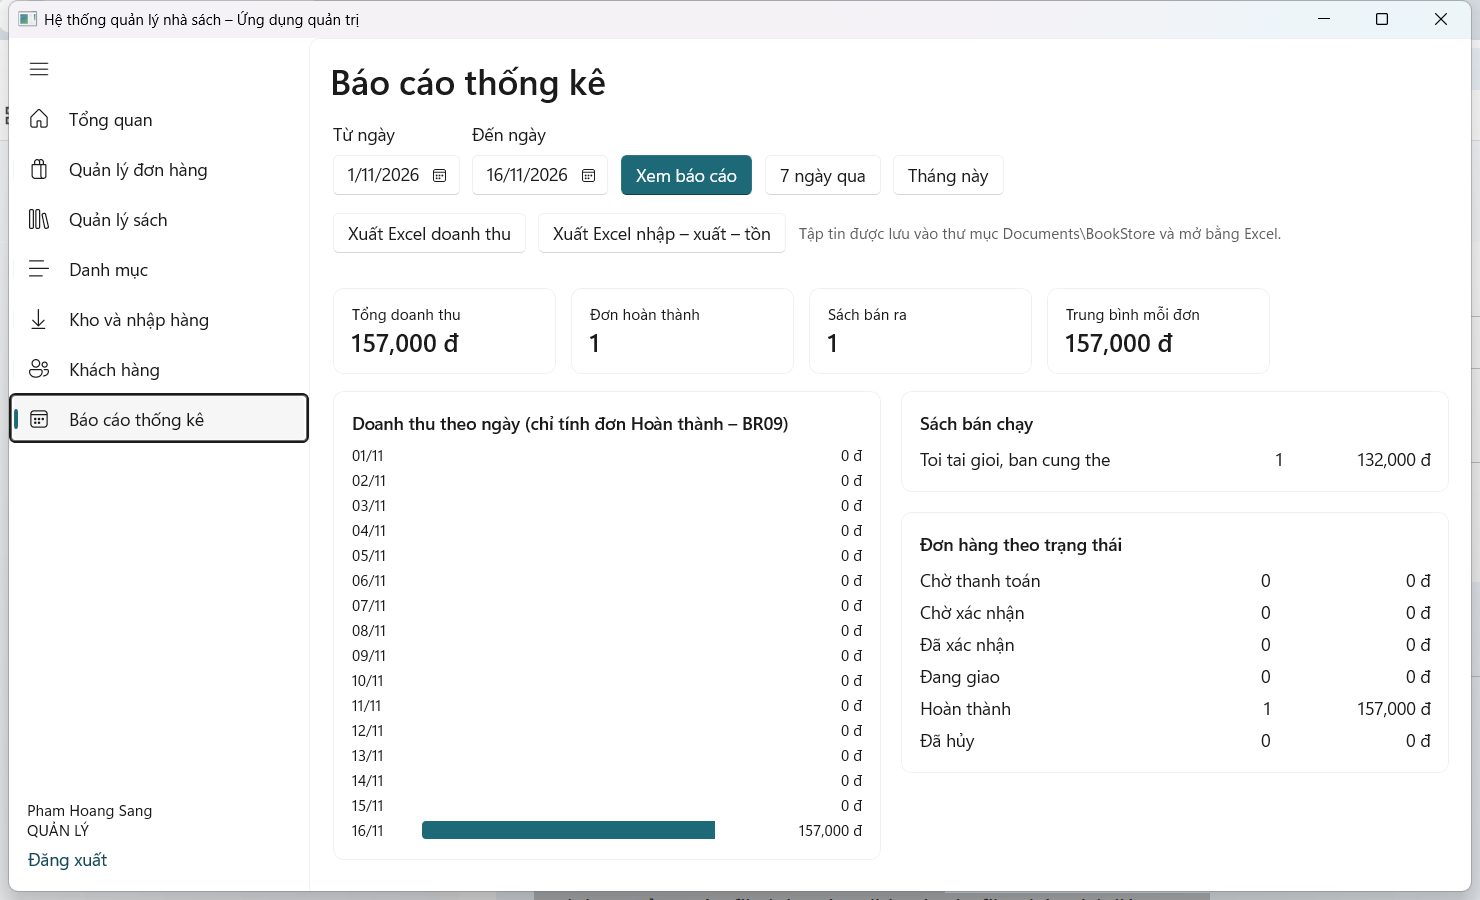 Hệ thống quản lý nhà sách – Ứng dụng quản trị
Báo cáo thống kê
Tổng quan
Quản lý đơn hàng
Quản lý sách
Danh mục
Kho và nhập hàng
Khách hàng
Báo cáo thống kê
Từ ngày Đến ngày
1/11/2026 16/11/2026 Xem báo cáo 7 ngày qua Tháng này
Xuất Excel doanh thu Xuất Excel nhập – xuất – tồn Tập tin được lưu vào thư mục Documents\BookStore và mở bằng Excel.
Tổng doanh thu
157,000 đ
Đơn hoàn thành
1
Sách bán ra
1
Trung bình mỗi đơn
157,000 đ
Doanh thu theo ngày (chỉ tính đơn Hoàn thành – BR09)
01/11 0 đ
02/11 0 đ
03/11 0 đ
04/11 0 đ
05/11 0 đ
06/11 0 đ
07/11 0 đ
08/11 0 đ
09/11 0 đ
10/11 0 đ
11/11 0 đ
12/11 0 đ
13/11 0 đ
14/11 0 đ
15/11 0 đ
16/11 157,000 đ
Sách bán chạy
Toi tai gioi, ban cung the 1 132,000 đ
Đơn hàng theo trạng thái
Chờ thanh toán 0 0 đ
Chờ xác nhận 0 0 đ
Đã xác nhận 0 0 đ
Đang giao 0 0 đ
Hoàn thành 1 157,000 đ
Đã hủy 0 0 đ
Pham Hoang Sang
QUẢN LÝ
Đăng xuất